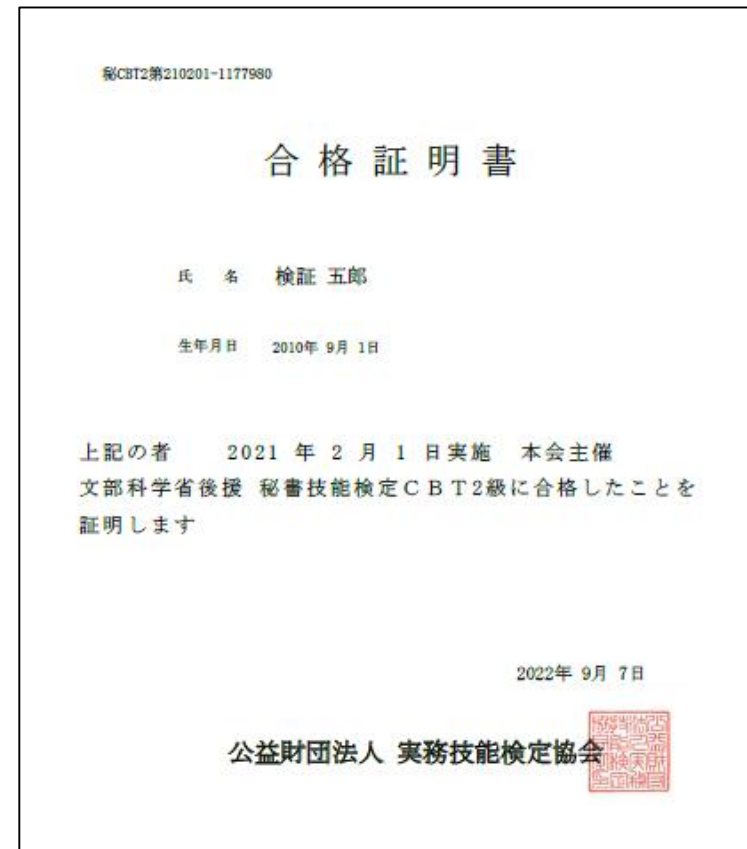 秘CBT2第210201-1177980
合格証明書
氏 名 検証 五郎
生年月日 2010年 9月 1日
上記の者 2021 年 2 月 1 日実施 本会主催
文部科学省後援 秘書技能検定CBT2級に合格したことを
証明します
2022年 9月 7日
公益財団法人 実務技能検定協会